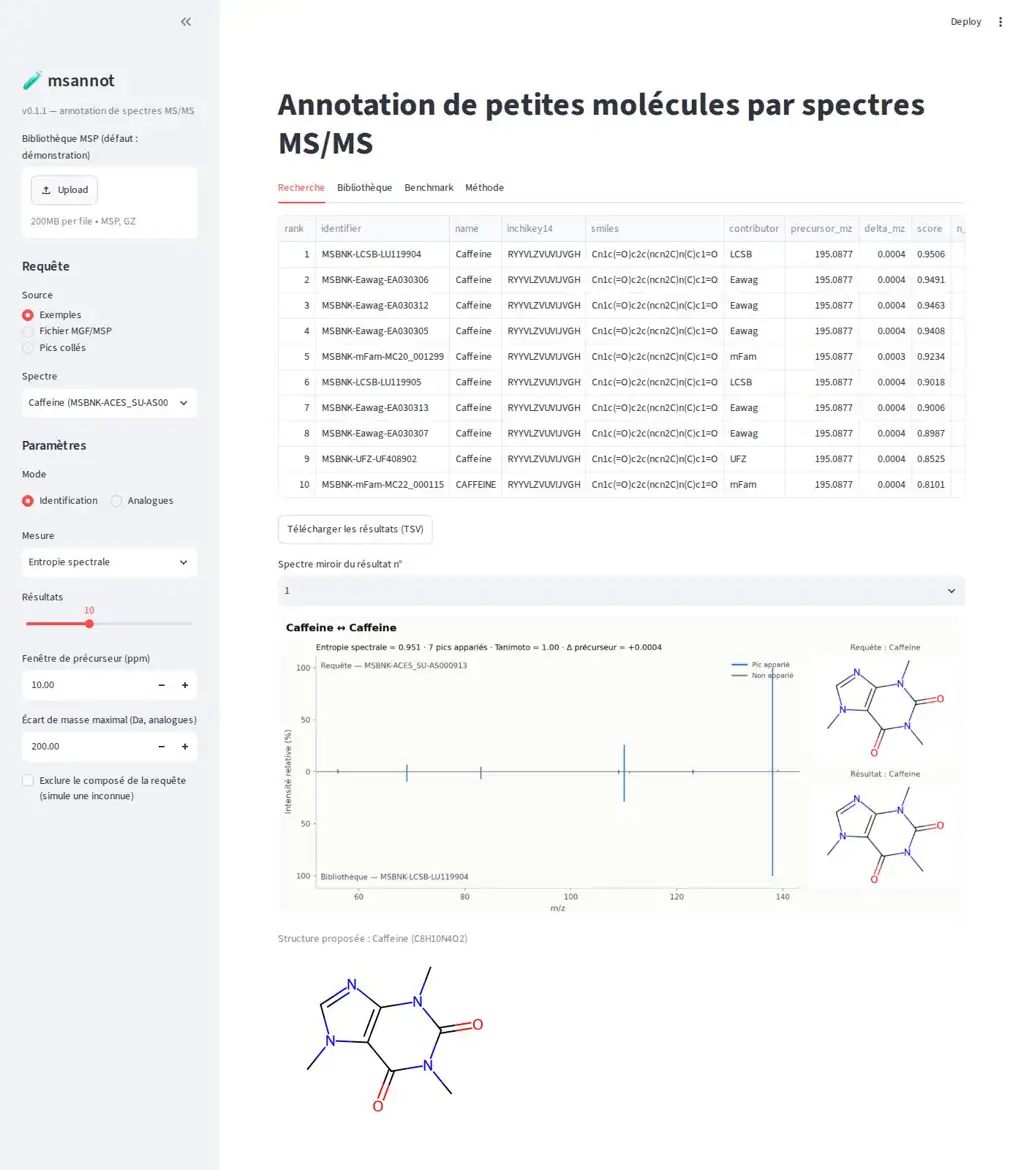 Deploy
🧪 msannot
v0.1.1 — annotation de spectres MS/MS
Bibliothèque MSP (défaut :
démonstration)
Upload
200MB per file • MSP, GZ
Requête
Source
Exemples
Fichier MGF/MSP
Pics collés
Spectre
Caffeine (MSBNK-ACES_SU-AS00
Paramètres
Mode
Identification Analogues
Mesure
Entropie spectrale
Résultats
10
Fenêtre de précurseur (ppm)
10.00
Écart de masse maximal (Da, analogues)
200.00
Exclure le composé de la requête
(simule une inconnue)
Annotation de petites molécules par spectres
MS/MS
Recherche Bibliothèque Benchmark Méthode
rank identifier name inchikey14 smiles contributor precursor_mz delta_mz score n_
1 MSBNK-LCSB-LU119904 Caffeine RYYVLZVUVIJVGH Cn1c(=O)c2c(ncn2C)n(C)c1=O LCSB 195.0877 0.0004 0.9506
2 MSBNK-Eawag-EA030306 Caffeine RYYVLZVUVIJVGH Cn1c(=O)c2c(ncn2C)n(C)c1=O Eawag 195.0877 0.0004 0.9491
3 MSBNK-Eawag-EA030312 Caffeine RYYVLZVUVIJVGH Cn1c(=O)c2c(ncn2C)n(C)c1=O Eawag 195.0877 0.0004 0.9463
4 MSBNK-Eawag-EA030305 Caffeine RYYVLZVUVIJVGH Cn1c(=O)c2c(ncn2C)n(C)c1=O Eawag 195.0877 0.0004 0.9408
5 MSBNK-mFam-MC20_001299 Caffeine RYYVLZVUVIJVGH Cn1c(=O)c2c(ncn2C)n(C)c1=O mFam 195.0877 0.0003 0.9234
6 MSBNK-LCSB-LU119905 Caffeine RYYVLZVUVIJVGH Cn1c(=O)c2c(ncn2C)n(C)c1=O LCSB 195.0877 0.0004 0.9018
7 MSBNK-Eawag-EA030313 Caffeine RYYVLZVUVIJVGH Cn1c(=O)c2c(ncn2C)n(C)c1=O Eawag 195.0877 0.0004 0.9006
8 MSBNK-Eawag-EA030307 Caffeine RYYVLZVUVIJVGH Cn1c(=O)c2c(ncn2C)n(C)c1=O Eawag 195.0877 0.0004 0.8987
9 MSBNK-UFZ-UF408902 Caffeine RYYVLZVUVIJVGH Cn1c(=O)c2c(ncn2C)n(C)c1=O UFZ 195.0877 0.0004 0.8525
10 MSBNK-mFam-MC22_000115 CAFFEINE RYYVLZVUVIJVGH Cn1c(=O)c2c(ncn2C)n(C)c1=O mFam 195.0877 0.0004 0.8101
Télécharger les résultats (TSV)
Spectre miroir du résultat n°
1
Caffeine ↔ Caffeine
Entropie spectrale = 0.951 · 7 pics appariés · Tanimoto = 1.00 · Δ précurseur = +0.0004
Requête — MSBNK-ACES_SU-AS000913
Pic apparié
Non apparié
100
50
0
50
100
Intensité relative (%)
Bibliothèque — MSBNK-LCSB-LU119904
60 80 100 120 140
m/z
Requête : Caffeine
N
N
O
N
N
O
Résultat : Caffeine
N
N
O
N
N
O
Structure proposée : Caffeine (C8H10N4O2)
N
N
O
N
N
O